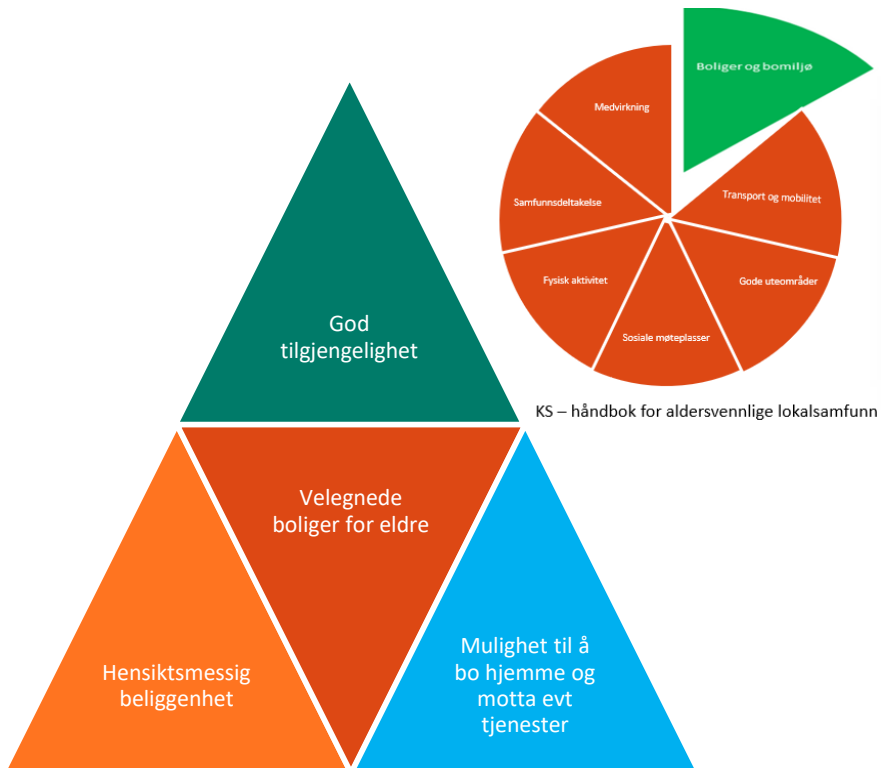 Boliger og bomiljø
Medvirkning
Transport og mobilitet
Samfunnsdeltakelse
Fysisk aktivitet
Gode uteområder
Sosiale møteplasser
KS – håndbok for aldersvennlige lokalsamfunn
God
tilgjengelighet
Velegnede
boliger for eldre
Hensiktsmessig
beliggenhet
Mulighet til å
bo hjemme og
motta evt
tjenester